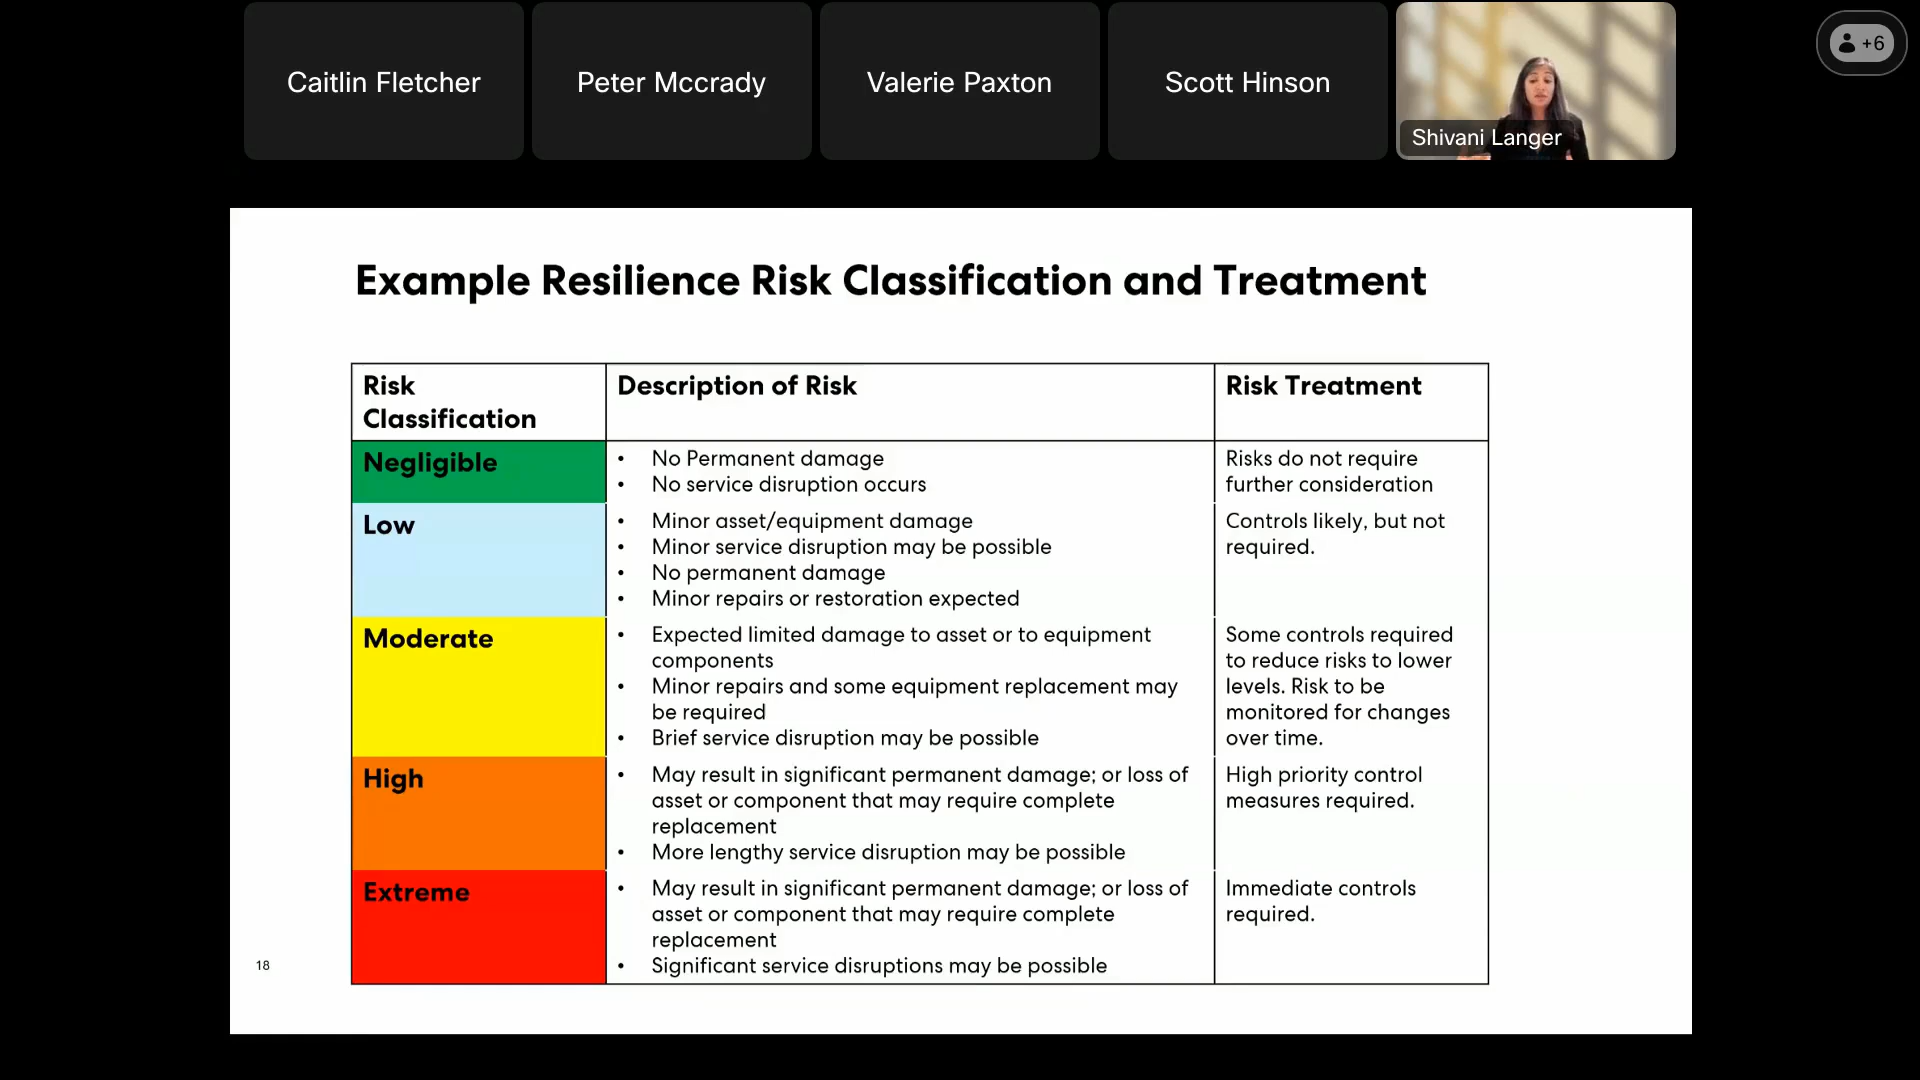 Caitlin Fletcher
Peter Mccrady
Valerie Paxton
Scott Hinson
Shivani Langer
+6
Example Resilience Risk Classification and Treatment
Risk
Classification
Description of Risk
Risk Treatment
Negligible
• No Permanent damage
• No service disruption occurs
Risks do not require
further consideration
Low
• Minor asset/equipment damage
• Minor service disruption may be possible
• No permanent damage
• Minor repairs or restoration expected
Controls likely, but not
required.
Moderate
• Expected limited damage to asset or to equipment
components
• Minor repairs and some equipment replacement may
be required
• Brief service disruption may be possible
Some controls required
to reduce risks to lower
levels. Risk to be
monitored for changes
over time.
High
• May result in significant permanent damage; or loss of
asset or component that may require complete
replacement
• More lengthy service disruption may be possible
High priority control
measures required.
Extreme
• May result in significant permanent damage; or loss of
asset or component that may require complete
replacement
• Significant service disruptions may be possible
Immediate controls
required.
18